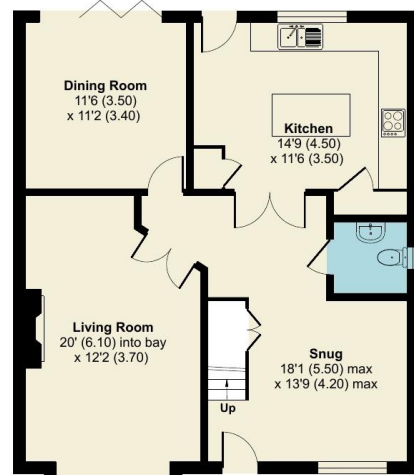 Dining Room
11'6 (3.50)
x 11'2 (3.40)
Kitchen
14'9 (4.50)
x 11'6 (3.50)
Living Room
20' (6.10) into bay
x 12'2 (3.70)
Snug
18'1 (5.50) max
x 13'9 (4.20) max
Up